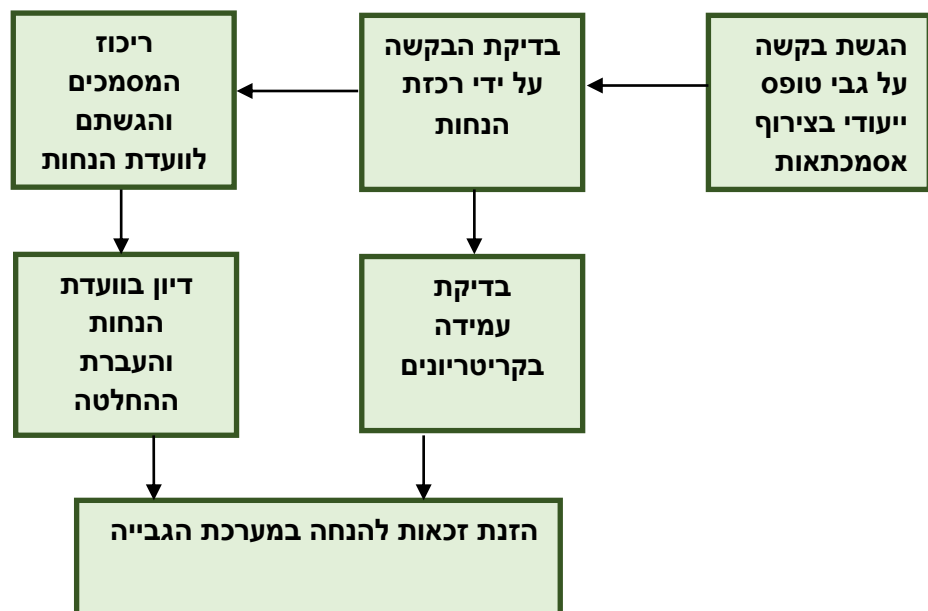 הגשת בקשה
על גבי טופס
ייעודי בצירוף
אסמכתאות
בדיקת הבקשה
על ידי רכזת
הנחות
ריכוז
המסמכים
והגשתם
לוועדת הנחות
בדיקת
עמידה
בקריטריונים
דיון בוועדת
הנחות
והעברת
ההחלטה
הזנת זכאות להנחה במערכת הגבייה